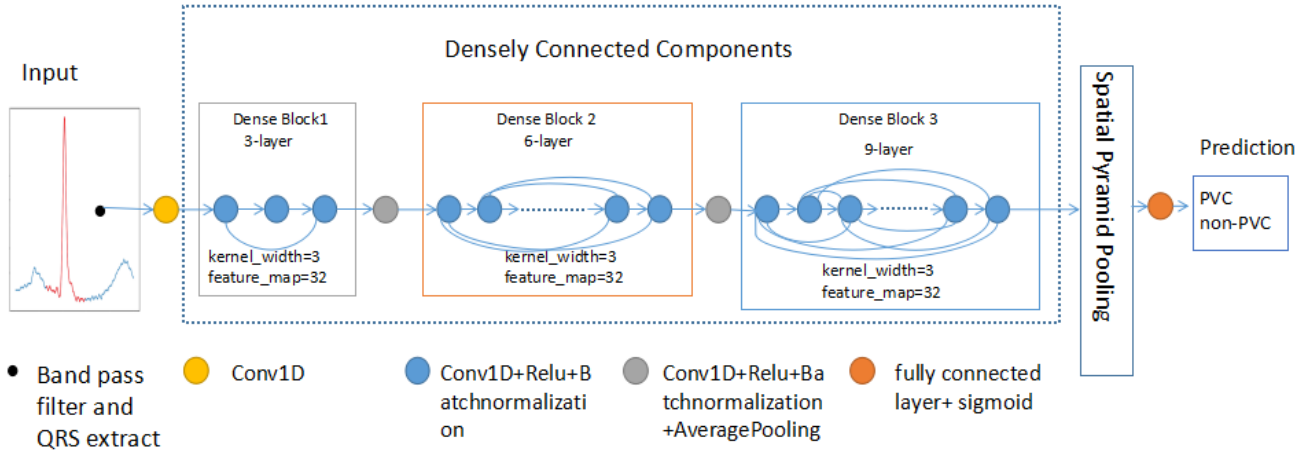 Densely Connected Components
Input
Dense Block1
3-layer
kernel_width=3
feature_map=32
Dense Block 2
6-layer
kernel_width=3
feature_map=32
Dense Block 3
9-layer
kernel_width=3
feature_map=32
Spatial Pyramid Pooling
Prediction
PVC
non-PVC
Band pass
filter and
QRS extract
Conv1D
Conv1D+Relu+B
atchnormalizati
on
Conv1D+Relu+Ba
tchnormalization
+AveragePooling
fully connected
layer+ sigmoid